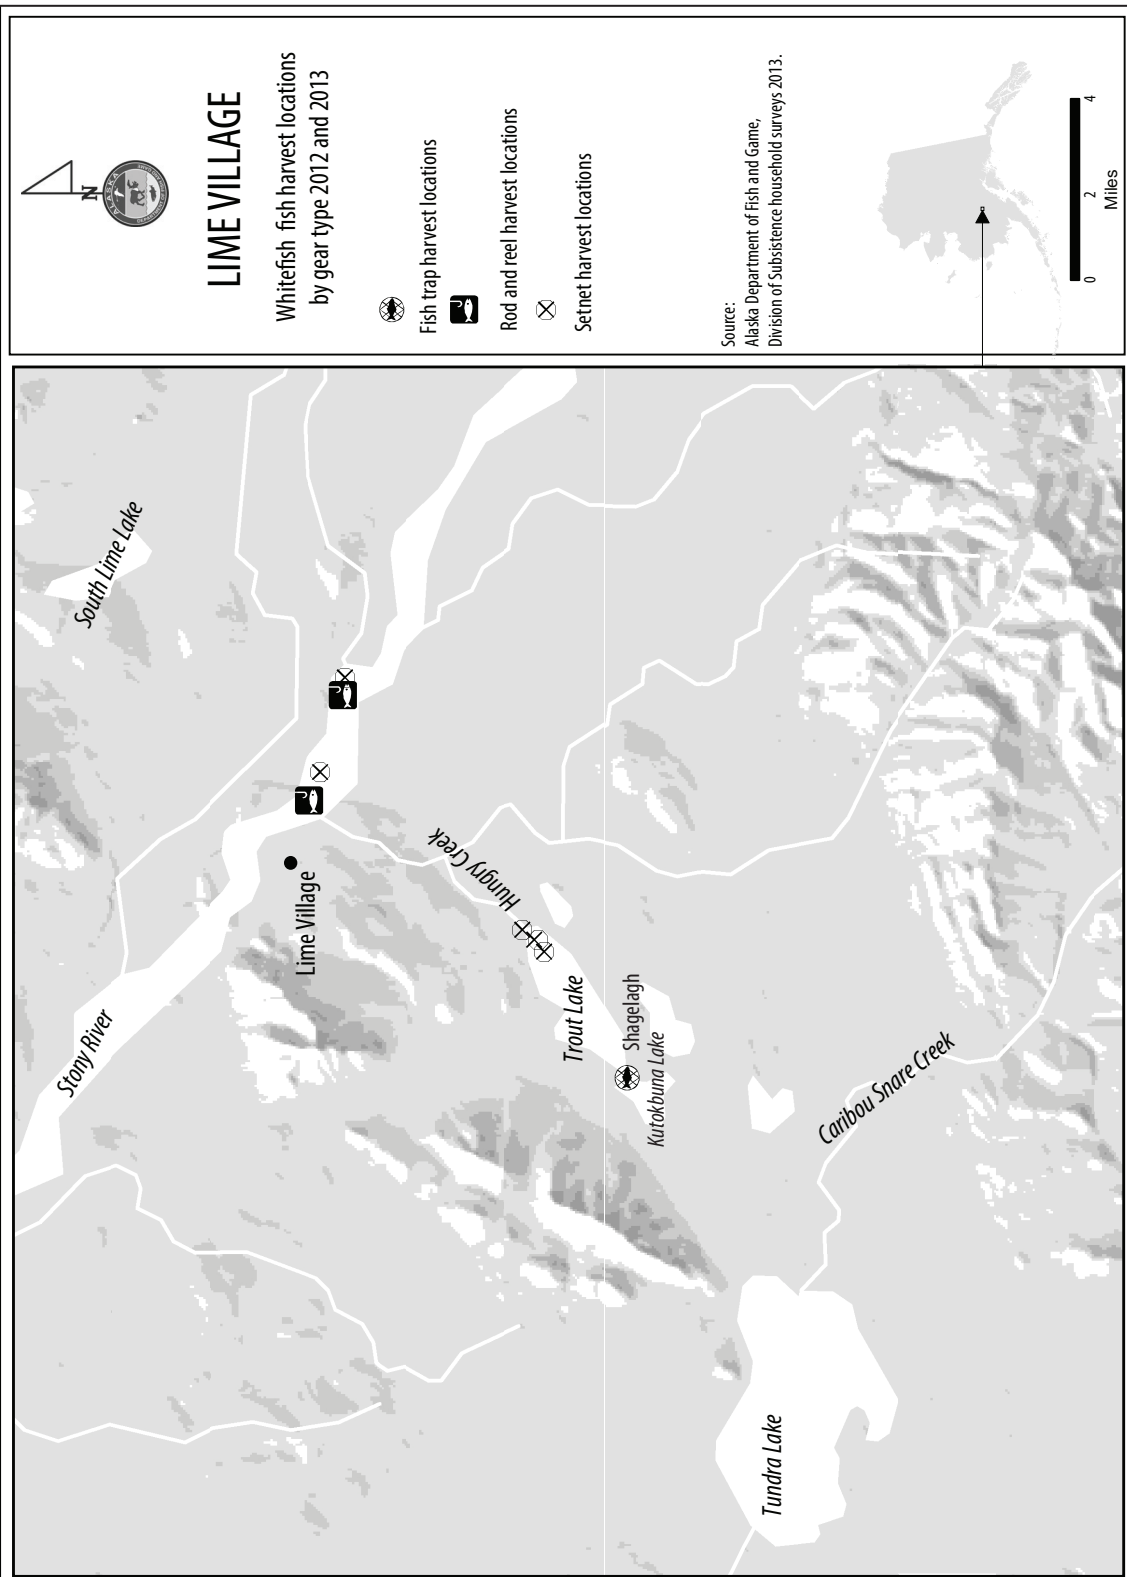 N
ALASKA
LIME VILLAGE
Whitefish fish harvest locations
by gear type 2012 and 2013
Fish trap harvest locations
Rod and reel harvest locations
Setnet harvest locations
Source:
Alaska Department of Fish and Game,
Division of Subsistence household surveys 2013.
0 2 4
Miles
South Lime Lake
Stony River
Lime Village
Hungry Creek
Trout Lake
Shagelagh
Kutokbuna Lake
Caribou Snare Creek
Tundra Lake